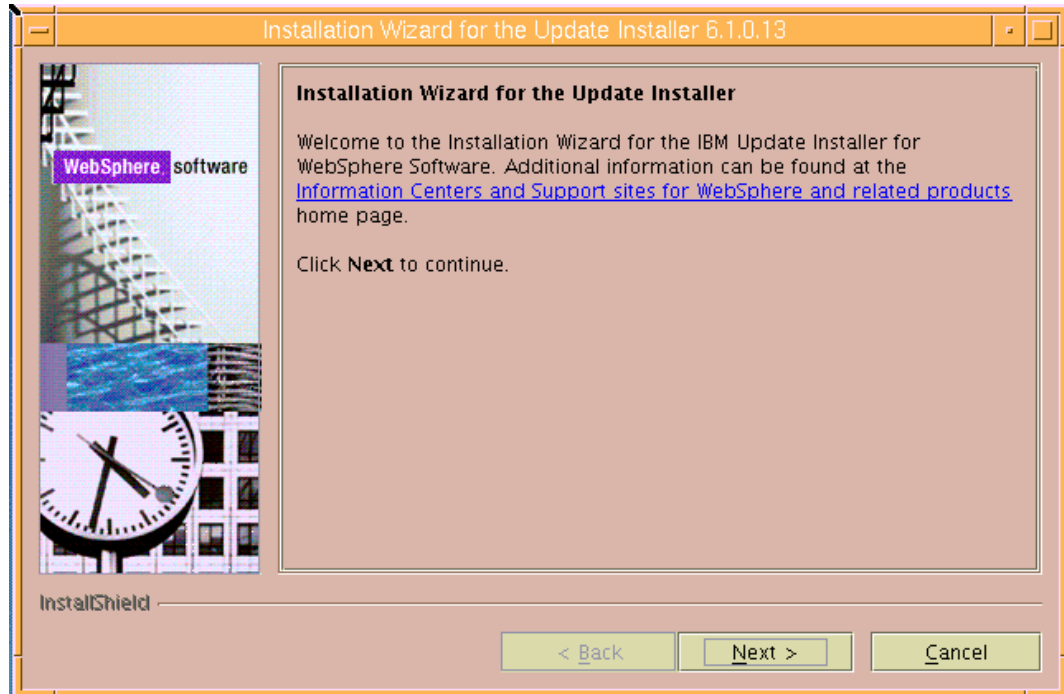 Installation Wizard for the Update Installer 6.1.0.13
WebSphere software
Installation Wizard for the Update Installer
Welcome to the Installation Wizard for the IBM Update Installer for
WebSphere Software. Additional information can be found at the
Information Centers and Support sites for WebSphere and related products
home page.
Click Next to continue.
InstallShield
< Back
Next >
Cancel